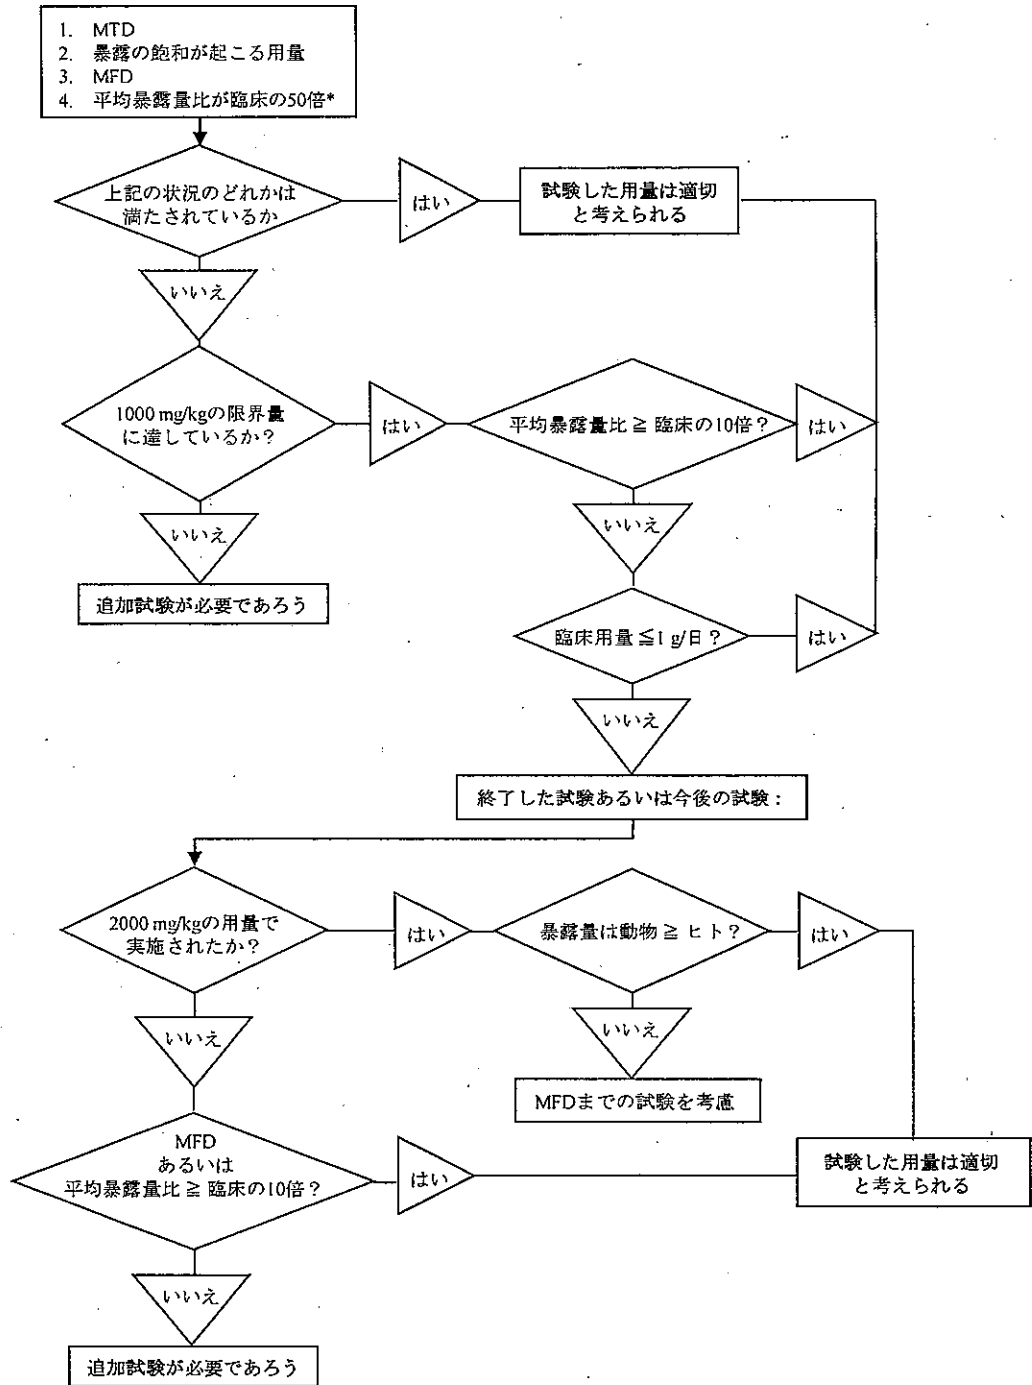 1. MTD
2. 暴露の飽和が起こる用量
3. MFD
4. 平均暴露量比が臨床の50倍*
上記の状況のどれかは
満たされているか
はい
試験した用量は適切
と考えられる
いいえ
1000 mg/kgの限界量
に達しているか?
はい
平均暴露量比 ≧ 臨床の10倍?
はい
いいえ
いいえ
追加試験が必要であろう
臨床用量 ≦1 g/日?
はい
いいえ
終了した試験あるいは今後の試験:
2000 mg/kgの用量で
実施されたか?
はい
暴露量は動物 ≧ ヒト?
はい
いいえ
いいえ
MFDまでの試験を考慮
MFD
あるいは
平均暴露量比 ≧ 臨床の10倍?
はい
試験した用量は適切
と考えられる
いいえ
追加試験が必要であろう